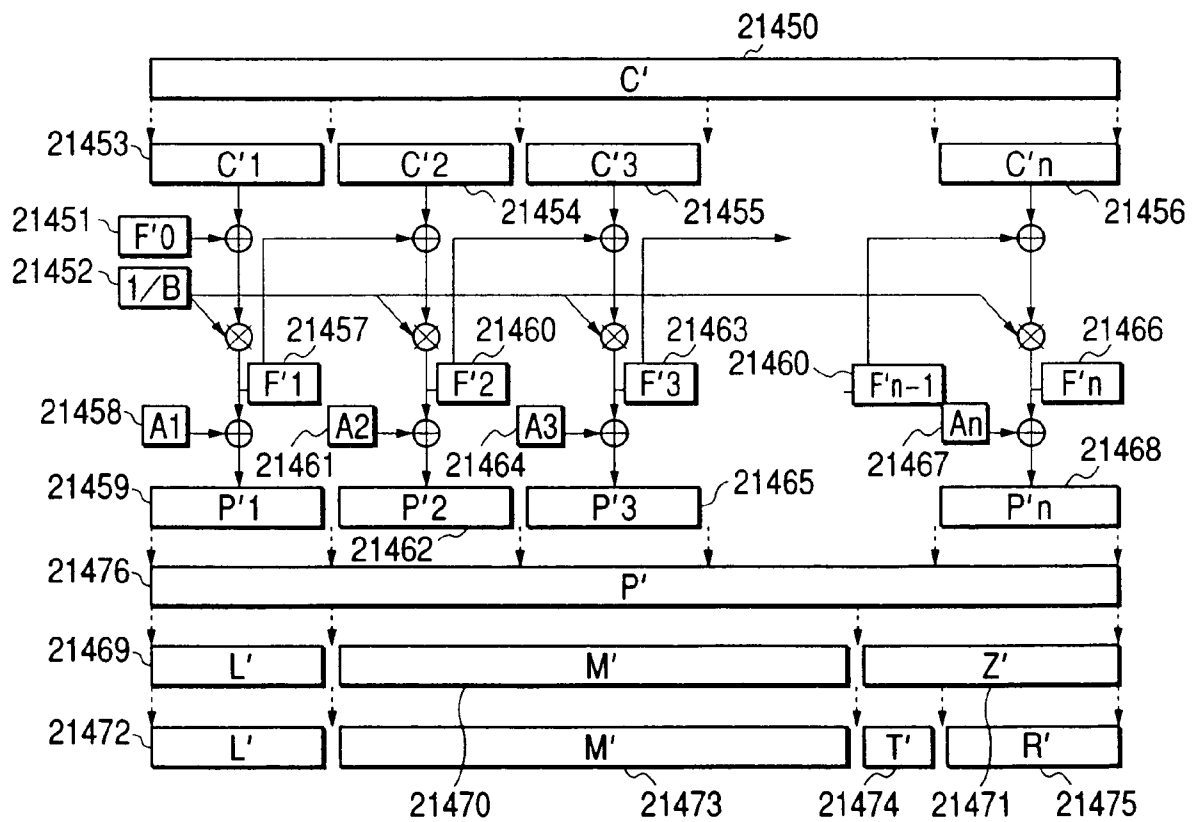 21450
C'
21453 C'1 C'2 C'3 C'n
21454 21455 21456
21451 F'0
21452 1/B
21457 21460 21463 21466
F'1 F'2 F'3 21460 F'n-1 F'n
21458 A1 A2 A3 An
21461 21464 21467
21468
21459 P'1 P'2 P'3 21465 P'n
21462
21476 P'
21469 L' M' Z'
21472 L' M' T' R'
21470 21473 21474 21471 21475